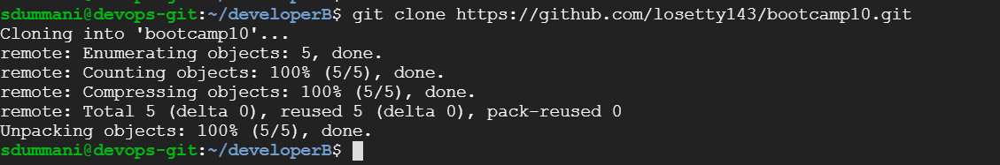 sdummani@devops-git:~/developerB$ git clone https://github.com/losetty143/bootcamp10.git
Cloning into 'bootcamp10'...
remote: Enumerating objects: 5, done.
remote: Counting objects: 100% (5/5), done.
remote: Compressing objects: 100% (5/5), done.
remote: Total 5 (delta 0), reused 5 (delta 0), pack-reused 0
Unpacking objects: 100% (5/5), done.
sdummani@devops-git:~/developerB$